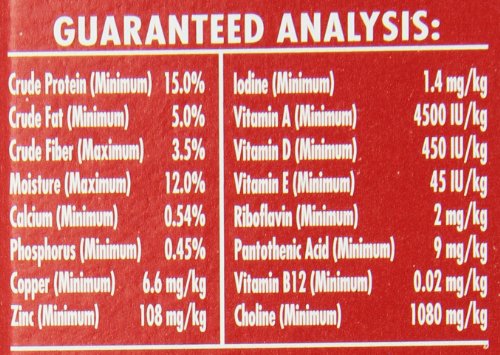 GUARANTEED ANALYSIS:
Crude Protein (Minimum) 15.0%
Crude Fat (Minimum) 5.0%
Crude Fiber (Maximum) 3.5%
Moisture (Maximum) 12.0%
Calcium (Minimum) 0.54%
Phosphorus (Minimum) 0.45%
Copper (Minimum) 6.6 mg/kg
Zinc (Minimum) 108 mg/kg
Iodine (Minimum) 1.4 mg/kg
Vitamin A (Minimum) 4500 IU/kg
Vitamin D (Minimum) 450 IU/kg
Vitamin E (Minimum) 45 IU/kg
Riboflavin (Minimum) 2 mg/kg
Pantothenic Acid (Minimum) 9 mg/kg
Vitamin B12 (Minimum) 0.02 mg/kg
Choline (Minimum) 1080 mg/kg